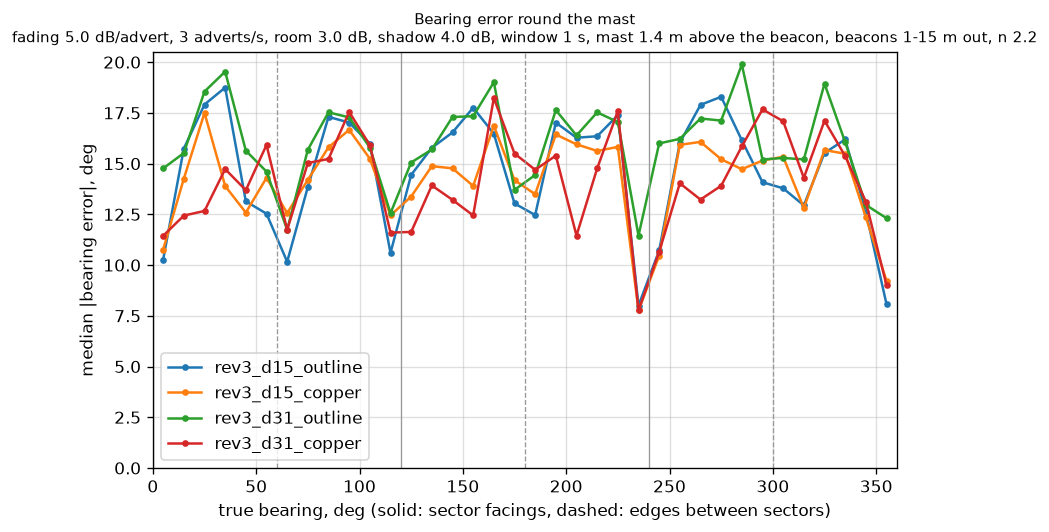 Bearing error round the mast
fading 5.0 dB/advert, 3 adverts/s, room 3.0 dB, shadow 4.0 dB, window 1 s, mast 1.4 m above the beacon, beacons 1-15 m out, n 2.2
median |bearing error|, deg
20.0
17.5
15.0
12.5
10.0
7.5
5.0
2.5
0.0
rev3_d15_outline
rev3_d15_copper
rev3_d31_outline
rev3_d31_copper
0 50 100 150 200 250 300 350
true bearing, deg (solid: sector facings, dashed: edges between sectors)